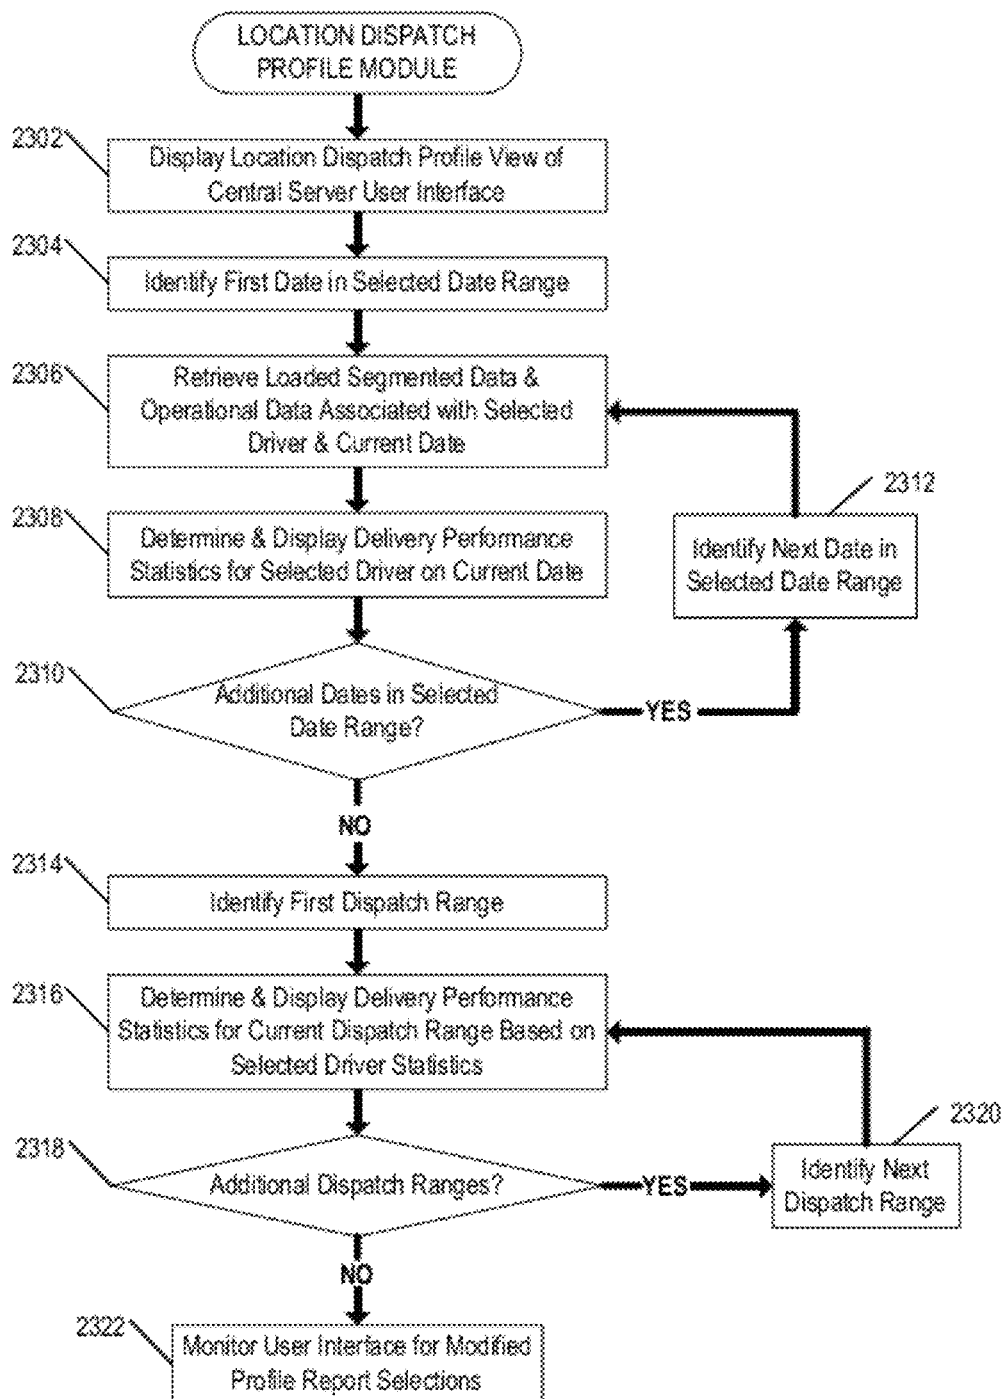 LOCATION DISPATCH
PROFILE MODULE
2302
Display Location Dispatch Profile View of
Central Server User Interface
2304
Identify First Date in Selected Date Range
2306
Retrieve Loaded Segmented Data &
Operational Data Associated with Selected
Driver & Current Date
2312
Identify Next Date in
Selected Date Range
2308
Determine & Display Delivery Performance
Statistics for Selected Driver on Current Date
2310
Additional Dates in Selected
Date Range?
YES
NO
2314
Identify First Dispatch Range
2316
Determine & Display Delivery Performance
Statistics for Current Dispatch Range Based on
Selected Driver Statistics
2318
Additional Dispatch Ranges?
YES
2320
Identify Next
Dispatch Range
NO
2322
Monitor User Interface for Modified
Profile Report Selections